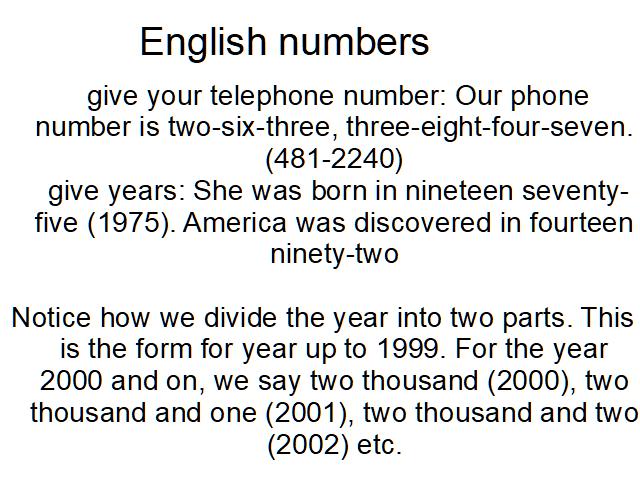 English numbers
give your telephone number: Our phone
number is two-six-three, three-eight-four-seven.
(481-2240)
give years: She was born in nineteen seventy-
five (1975). America was discovered in fourteen
ninety-two
Notice how we divide the year into two parts. This
is the form for year up to 1999. For the year
2000 and on, we say two thousand (2000), two
thousand and one (2001), two thousand and two
(2002) etc.